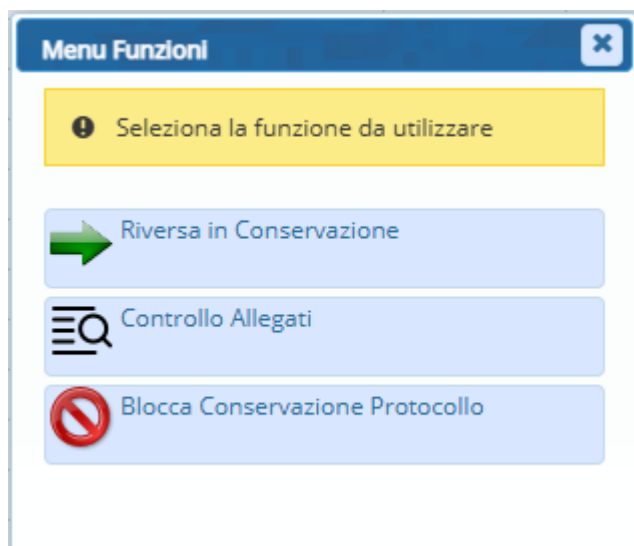 Menu Funzioni
Seleziona la funzione da utilizzare
Riversa in Conservazione
Controllo Allegati
Blocca Conservazione Protocollo